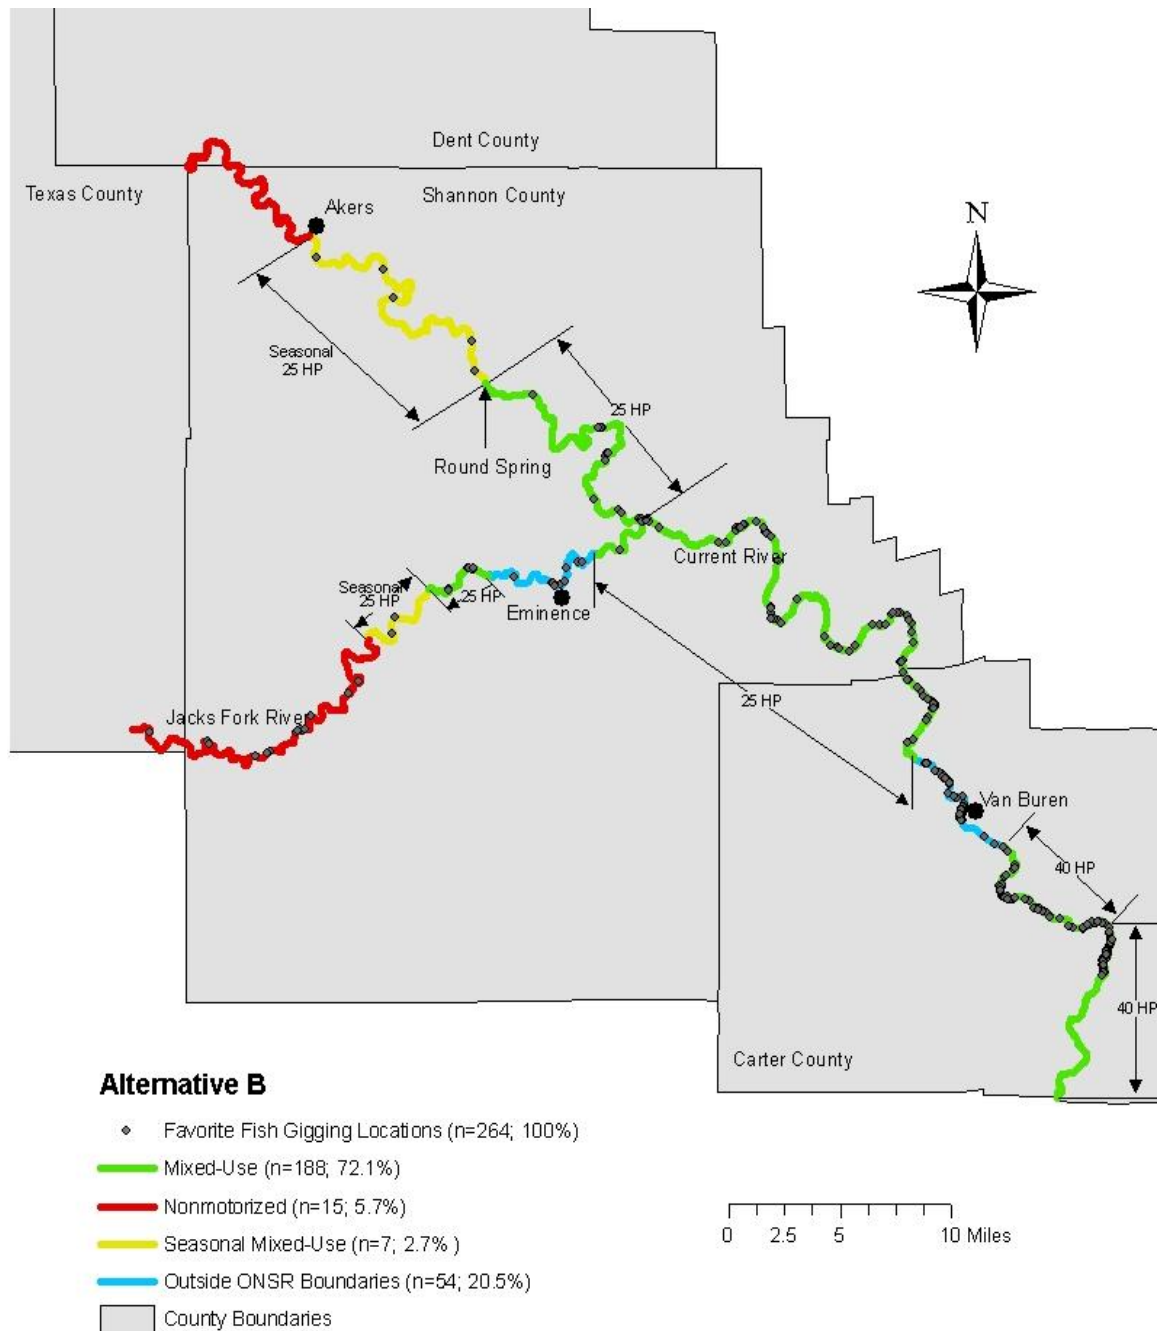 Dent County
Texas County
Shannon County
Akers
N
Seasonal
25 HP
25 HP
Round Spring
Current River
Seasonal
25 HP
25 HP
Eminence
25 HP
Jacks Fork River
Van Buren
40 HP
40 HP
Carter County
Alternative B
Favorite Fish Gigging Locations (n=264; 100%)
Mixed-Use (n=188; 72.1%)
Nonmotorized (n=15; 5.7%)
Seasonal Mixed-Use (n=7; 2.7% )
Outside ONSR Boundaries (n=54; 20.5%)
County Boundaries
0 2.5 5 10 Miles